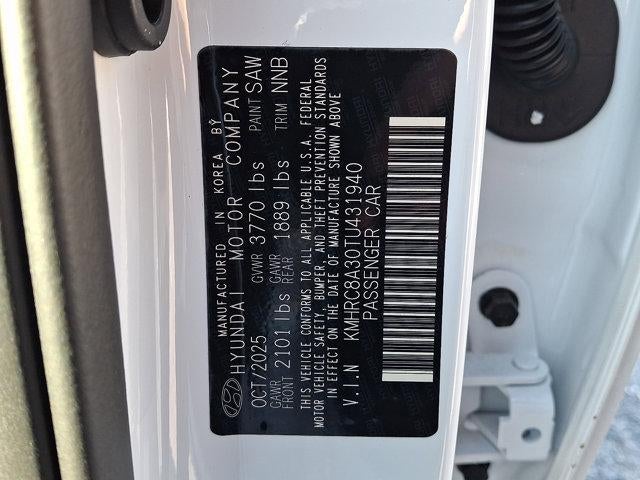 MANUFACTURED IN KOREA BY
HYUNDAI MOTOR COMPANY
OCT/2025 GVWR 3770 lbs PAINT SAW
GAWR FRONT 2101 lbs GAWR REAR 1889 lbs TRIM NNB
THIS VEHICLE CONFORMS TO ALL APPLICABLE U.S.A. FEDERAL
MOTOR VEHICLE SAFETY, BUMPER, AND THEFT PREVENTION STANDARDS
IN EFFECT ON THE DATE OF MANUFACTURE SHOWN ABOVE
V.I.N KMHRC8A30TU431940
PASSENGER CAR